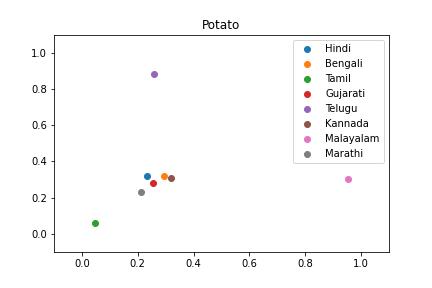 Potato
1.0
0.8
0.6
0.4
0.2
0.0
0.0 0.2 0.4 0.6 0.8 1.0
Hindi
Bengali
Tamil
Gujarati
Telugu
Kannada
Malayalam
Marathi